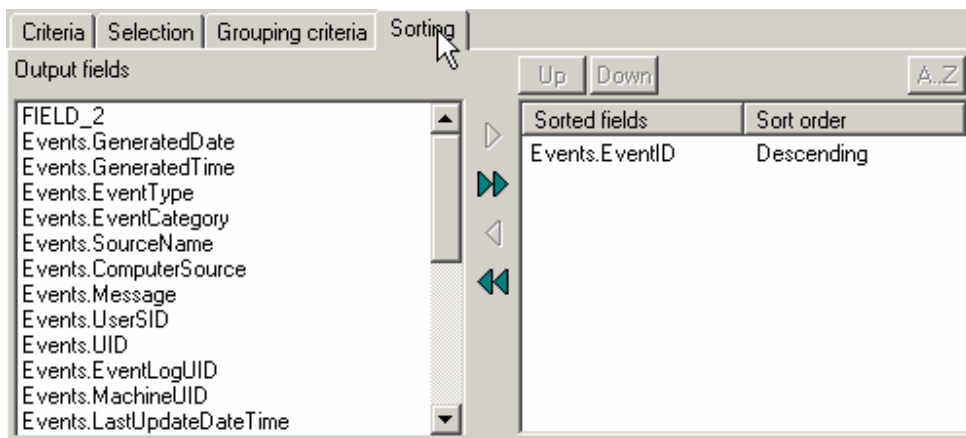 Criteria Selection Grouping criteria Sorting
Output fields
Up Down A..Z
FIELD_2
Events.GeneratedDate
Events.GeneratedTime
Events.EventType
Events.EventCategory
Events.SourceName
Events.ComputerSource
Events.Message
Events.UserSID
Events.UID
Events.EventLogUID
Events.MachineUID
Events.LastUpdateDateTime
Sorted fields Sort order
Events.EventID Descending